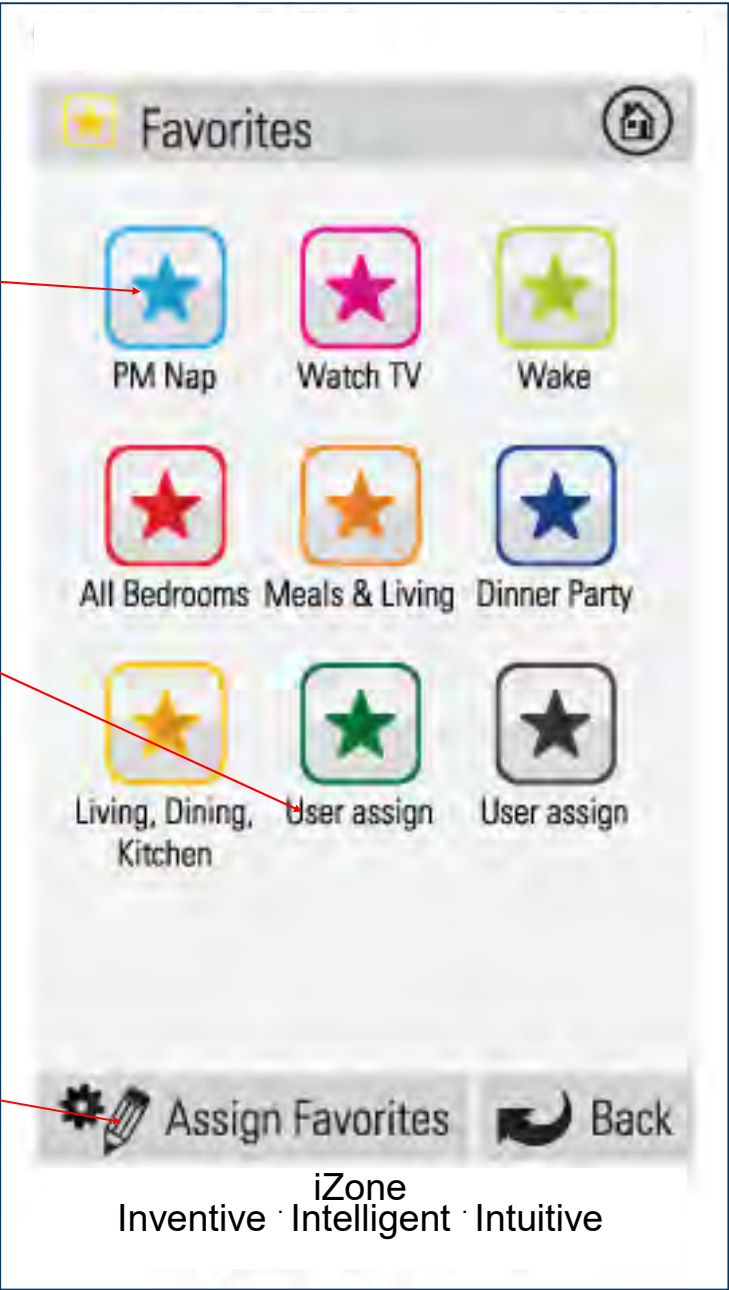 Favorites
PM Nap
Watch TV
Wake
All Bedrooms
Meals & Living
Dinner Party
Living, Dining,
Kitchen
User assign
User assign
Assign Favorites
Back
iZone
Inventive · Intelligent · Intuitive